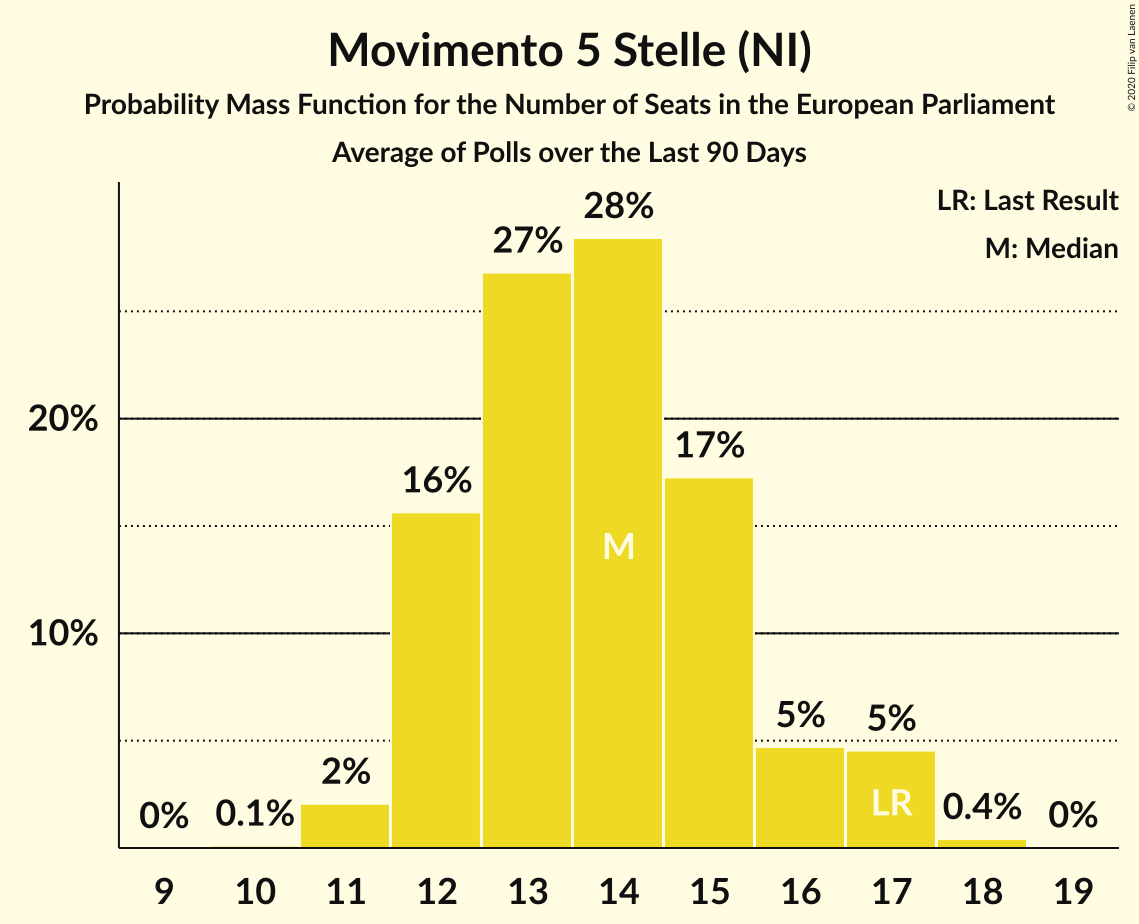 Movimento 5 Stelle (NI)
Probability Mass Function for the Number of Seats in the European Parliament
Average of Polls over the Last 90 Days
© 2020 Filip van Laenen
LR: Last Result
M: Median
28%
27%
20%
17%
16%
M
10%
5%
5%
2%
LR
0%
0.1%
0.4%
0%
9 10 11 12 13 14 15 16 17 18 19